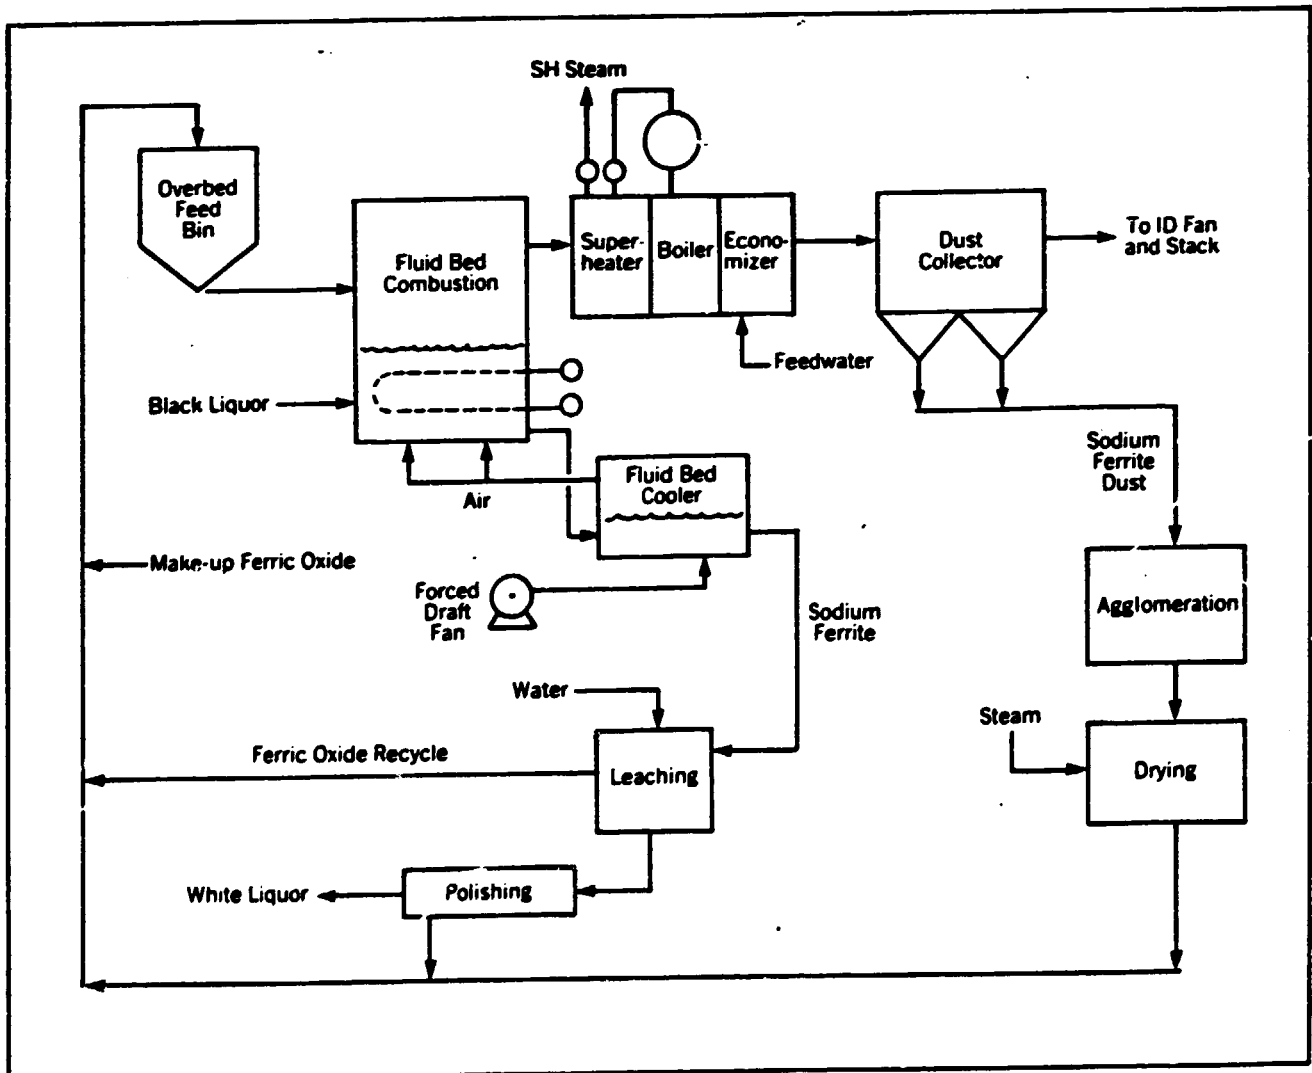 SH Steam
Overbed
Feed
Bin
Fluid Bed
Combustion
Super-
heater
Boiler
Econo-
mizer
Dust
Collector
To ID Fan
and Stack
Feedwater
Black Liquor
Sodium
Ferrite
Dust
Fluid Bed
Cooler
Air
Make-up Ferric Oxide
Forced
Draft
Fan
Sodium
Ferrite
Agglomeration
Water
Steam
Ferric Oxide Recycle
Leaching
Drying
White Liquor
Polishing